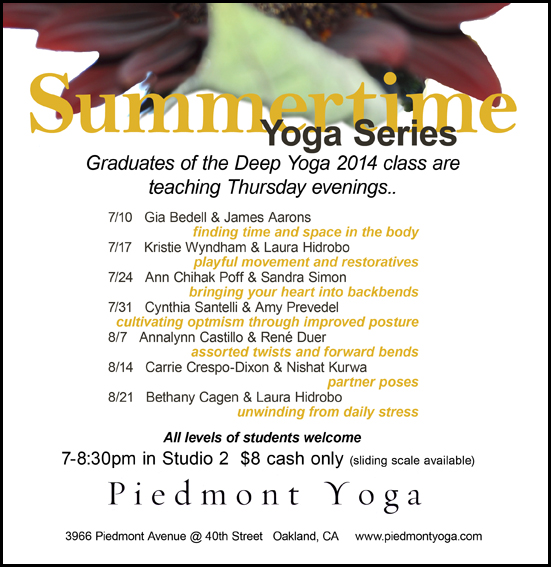 Summertime
Yoga Series
Graduates of the Deep Yoga 2014 class are
teaching Thursday evenings..
7/10 Gia Bedell & James Aarons
finding time and space in the body
7/17 Kristie Wyndham & Laura Hidrobo
playful movement and restoratives
7/24 Ann Chihak Poff & Sandra Simon
bringing your heart into backbends
7/31 Cynthia Santelli & Amy Prevedel
cultivating optmism through improved posture
8/7 Annalynn Castillo & René Duer
assorted twists and forward bends
8/14 Carrie Crespo-Dixon & Nishat Kurwa
partner poses
8/21 Bethany Cagen & Laura Hidrobo
unwinding from daily stress
All levels of students welcome
7-8:30pm in Studio 2 $8 cash only (sliding scale available)
Piedmont Yoga
3966 Piedmont Avenue @ 40th Street Oakland, CA www.piedmontyoga.com